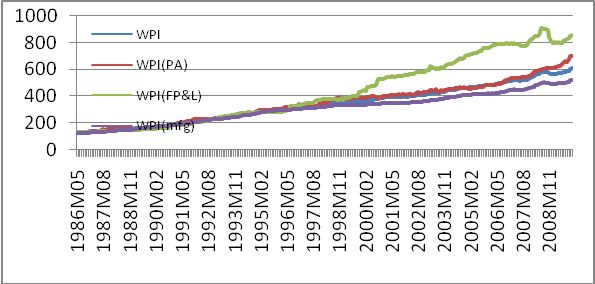 1000
800
600
400
200
0
WPI
WPI(PA)
WPI(FP&L)
WPI(mfg)
1986M05
1987M08
1988M11
1990M02
1991M05
1992M08
1993M11
1995M02
1996M05
1997M08
1998M11
2000M02
2001M05
2002M08
2003M11
2005M02
2006M05
2007M08
2008M11